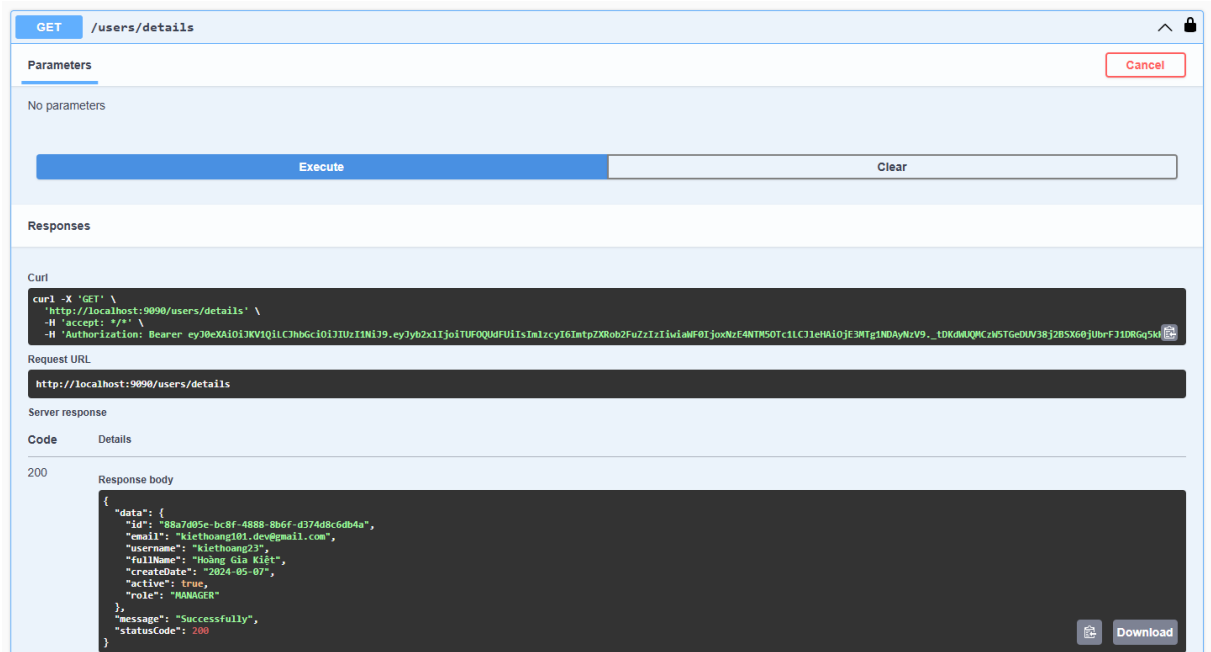 GET /users/details
Parameters
Cancel
No parameters
Execute
Clear
Responses
Curl
curl -X 'GET' \
'http://localhost:9090/users/details' \
-H 'accept: */*' \
-H 'Authorization: Bearer
Request URL
http://localhost:9090/users/details
Server response
Code Details
200
Response body
{
"data": {
"id": "88a7d05e-bc8f-4888-8b6f-d374d8c6db4a",
"email": "kiethoang101.dev@gmail.com",
"username": "kiethoang23",
"fullName": "Hoàng Gia Kiệt",
"createDate": "2024-05-07",
"active": true,
"role": "MANAGER"
},
"message": "Successfully",
"statusCode": 200
}
Download